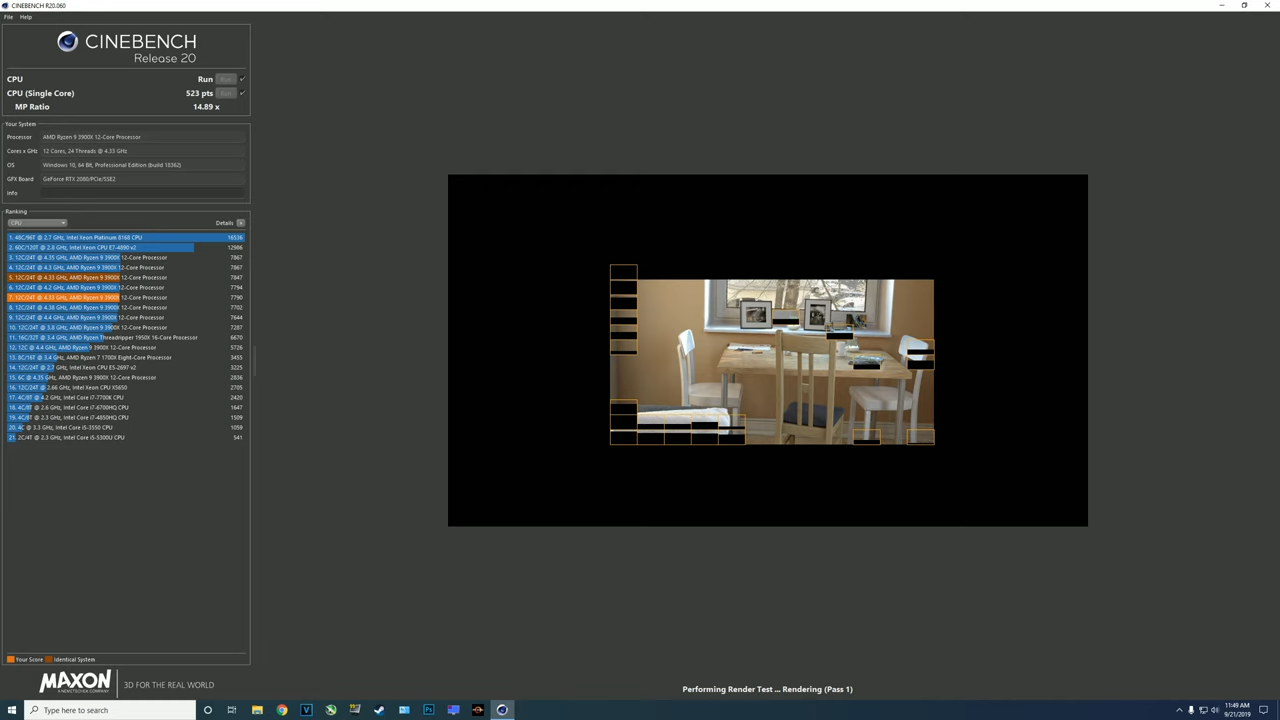 CINEBENCH R20.060
File Help
CINEBENCH
Release 20
CPU Run Run
CPU (Single Core) 523 pts Run
MP Ratio 14.89 x
Your System
Processor AMD Ryzen 9 3900X 12-Core Processor
Cores x GHz 12 Cores, 24 Threads @ 4.33 GHz
OS Windows 10, 64 Bit, Professional Edition (build 18362)
GFX Board GeForce RTX 2080/PCIe/SSE2
Info
Ranking
CPU Details
1. 48C/96T @ 2.7 GHz, Intel Xeon Platinum 8168 CPU 16536
2. 60C/120T @ 2.8 GHz, Intel Xeon CPU E7-4890 v2 12986
3. 12C/24T @ 4.35 GHz, AMD Ryzen 9 3900X 12-Core Processor 7867
4. 12C/24T @ 4.3 GHz, AMD Ryzen 9 3900X 12-Core Processor 7867
5. 12C/24T @ 4.33 GHz, AMD Ryzen 9 3900X 12-Core Processor 7847
6. 12C/24T @ 4.2 GHz, AMD Ryzen 9 3900X 12-Core Processor 7794
7. 12C/24T @ 4.33 GHz, AMD Ryzen 9 3900X 12-Core Processor 7790
8. 12C/24T @ 4.38 GHz, AMD Ryzen 9 3900X 12-Core Processor 7702
9. 12C/24T @ 4.4 GHz, AMD Ryzen 9 3900X 12-Core Processor 7644
10. 12C/24T @ 3.8 GHz, AMD Ryzen 9 3900X 12-Core Processor 7287
11. 16C/32T @ 3.4 GHz, AMD Ryzen Threadripper 1950X 16-Core Processor 6670
12. 12C @ 4.4 GHz, AMD Ryzen 9 3900X 12-Core Processor 5726
13. 8C/16T @ 3.4 GHz, AMD Ryzen 7 1700X Eight-Core Processor 3455
14. 12C/24T @ 2.7 GHz, Intel Xeon CPU E5-2697 v2 3225
15. 6C @ 4.35 GHz, AMD Ryzen 9 3900X 12-Core Processor 2836
16. 12C/24T @ 2.66 GHz, Intel Xeon CPU X5650 2705
17. 4C/8T @ 4.2 GHz, Intel Core i7-7700K CPU 2420
18. 4C/8T @ 2.6 GHz, Intel Core i7-6700HQ CPU 1647
19. 4C/8T @ 2.3 GHz, Intel Core i7-4850HQ CPU 1509
20. 4C @ 3.3 GHz, Intel Core i5-3550 CPU 1059
21. 2C/4T @ 2.3 GHz, Intel Core i5-5300U CPU 541
Your Score Identical System
MAXON
A NEMETSCHEK COMPANY
3D FOR THE REAL WORLD
Performing Render Test ... Rendering (Pass 1)
Type here to search
11:49 AM
9/21/2019